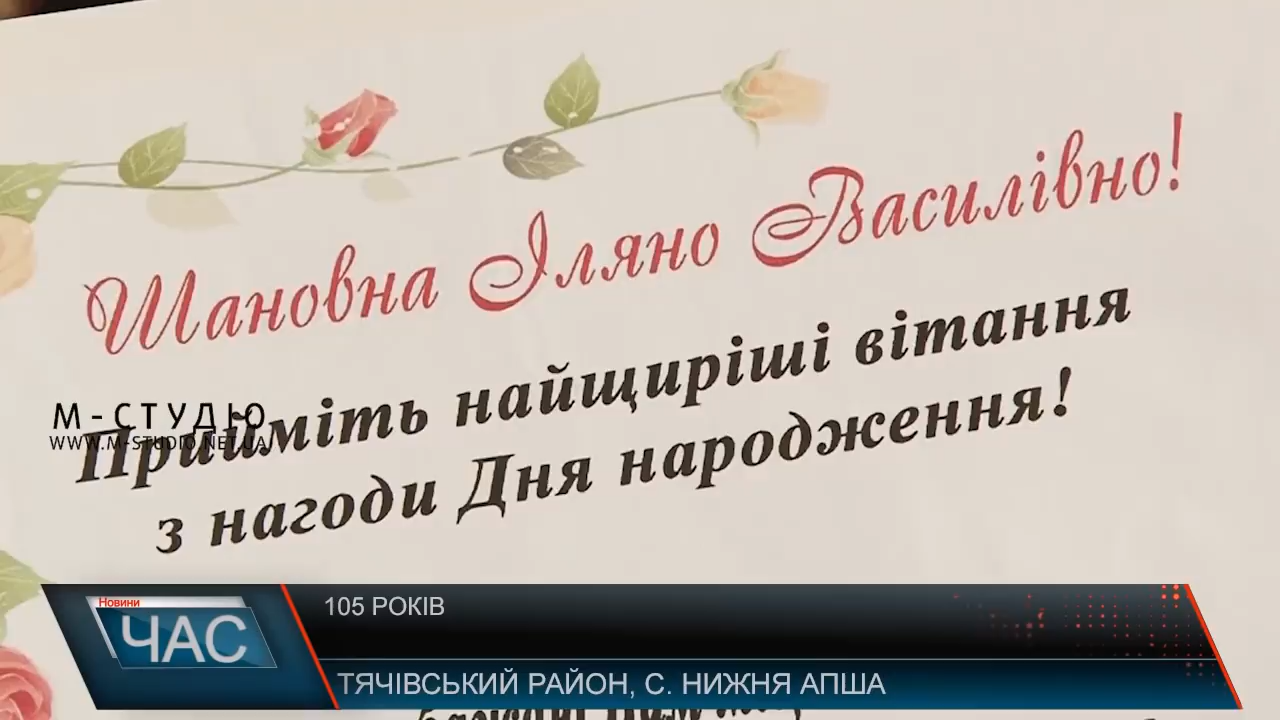 Шановна Іляно Василівно!
Прийміть найщиріші вітання
з нагоди Дня народження!
М-СТУДІЮ
WWW.M-STUDIO.NET.UA
Новини
ЧАС
105 РОКІВ
ТЯЧІВСЬКИЙ РАЙОН, С. НИЖНЯ АПША